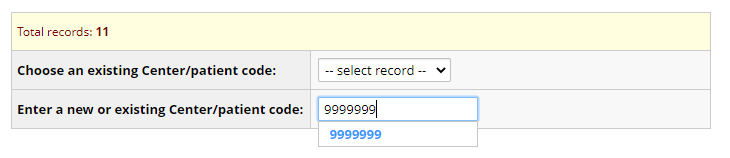 Total records: 11
Choose an existing Center/patient code: -- select record --
Enter a new or existing Center/patient code: 9999999
9999999